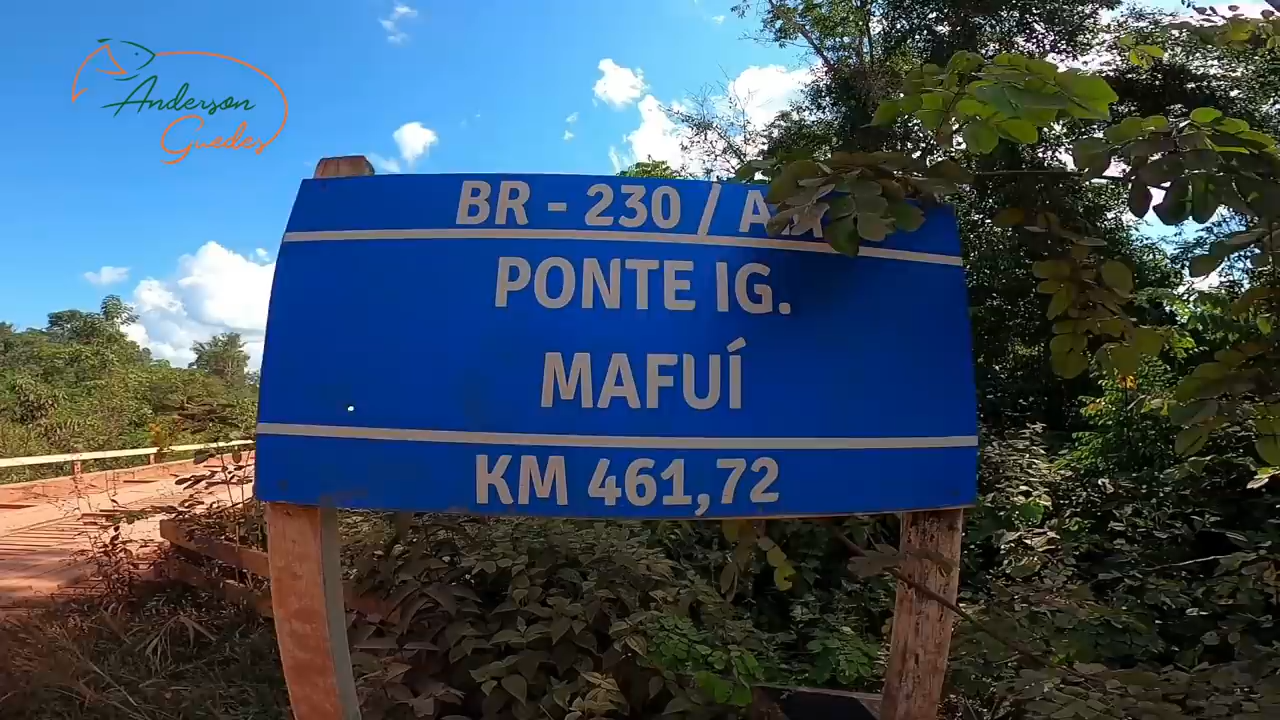 Anderson
Guedes
BR - 230 /
PONTE IG.
MAFUÍ
KM 461,72